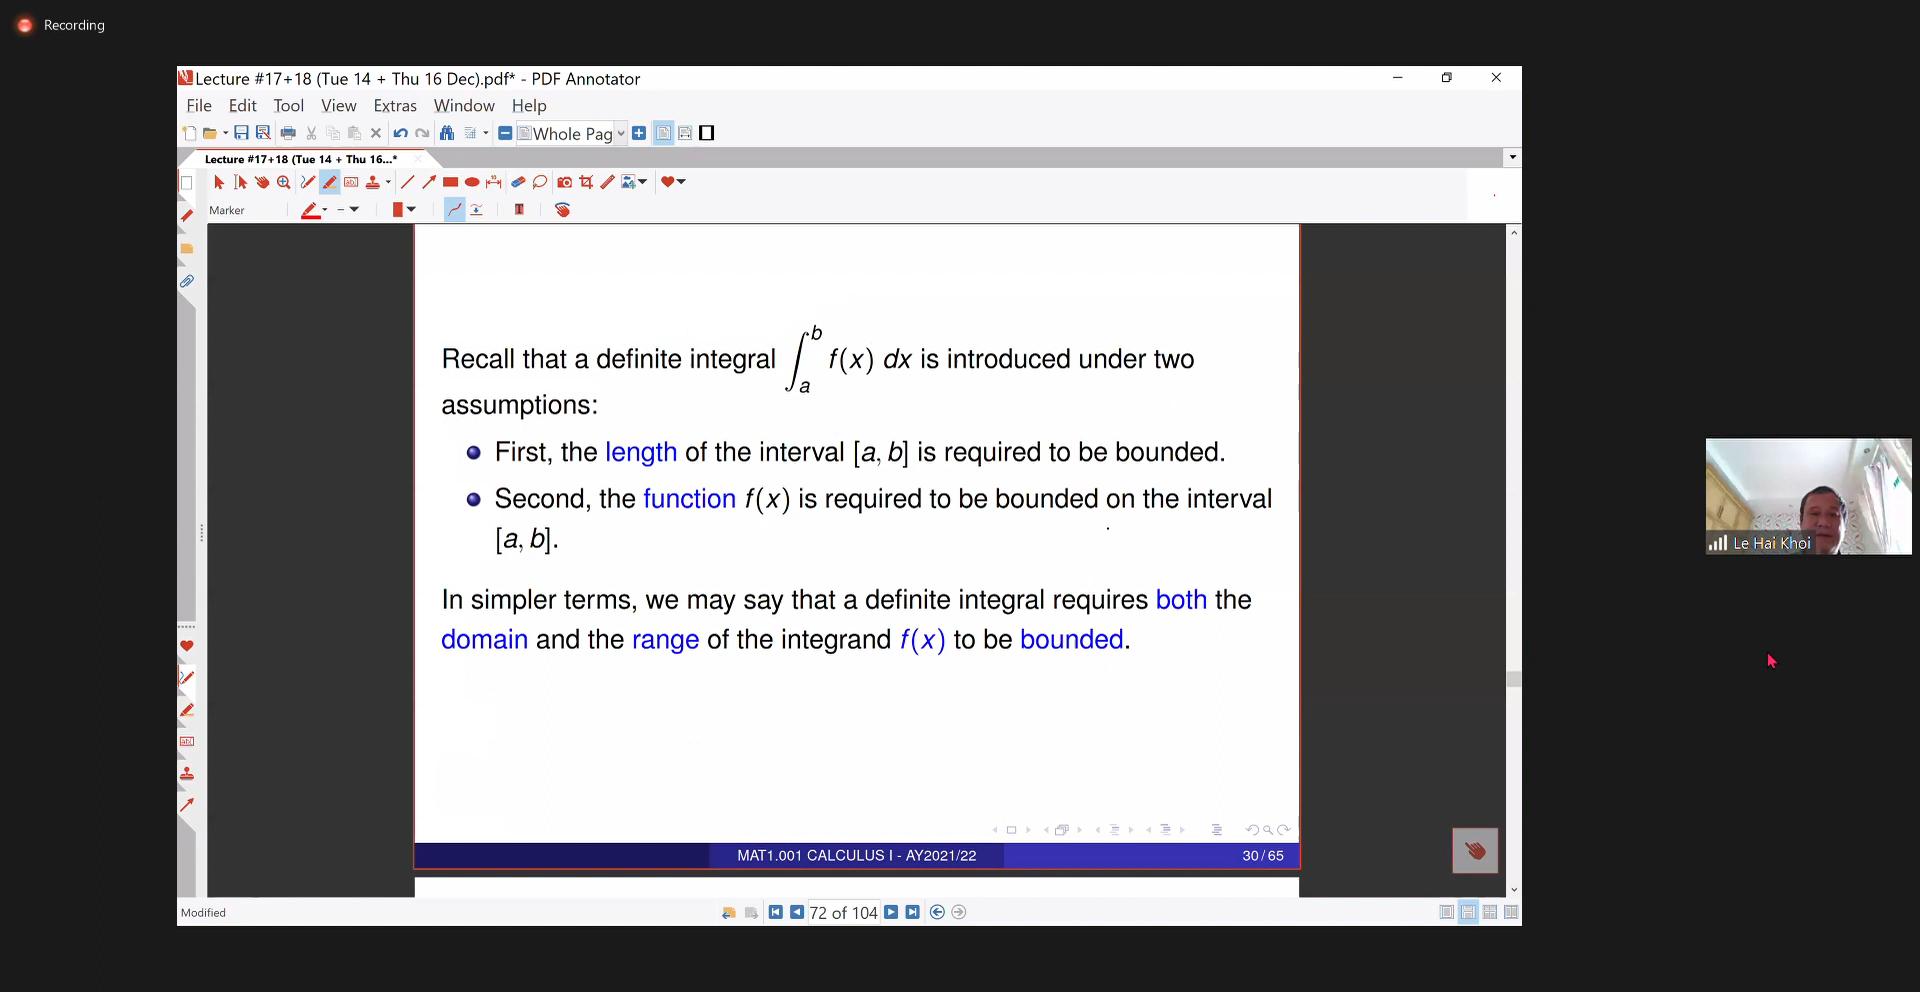 Recording
Lecture #17+18 (Tue 14 + Thu 16 Dec).pdf* - PDF Annotator
File Edit Tool View Extras Window Help
Whole Pag
Lecture #17+18 (Tue 14 + Thu 16...*
Marker
Recall that a definite integral ∫_a^b f(x) dx is introduced under two
assumptions:
First, the length of the interval [a, b] is required to be bounded.
Second, the function f(x) is required to be bounded on the interval
[a, b].
In simpler terms, we may say that a definite integral requires both the
domain and the range of the integrand f(x) to be bounded.
Le Hai Khoi
MAT1.001 CALCULUS I - AY2021/22 30/65
Modified
72 of 104